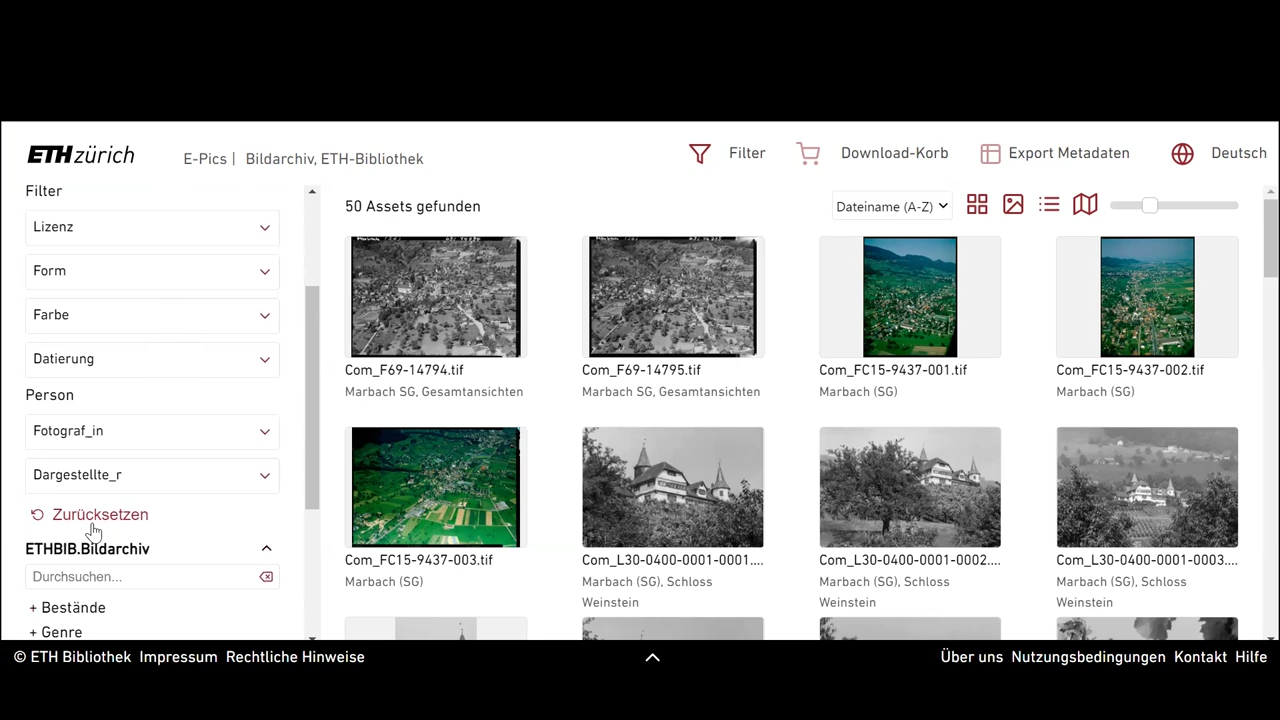 ETH zürich
E-Pics | Bildarchiv, ETH-Bibliothek
Filter
Download-Korb
Export Metadaten
Deutsch
Filter
Lizenz
Form
Farbe
Datierung
Person
Fotograf_in
Dargestellte_r
Zurücksetzen
ETHBIB.Bildarchiv
Durchsuchen...
+ Bestände
+ Genre
50 Assets gefunden
Dateiname (A-Z)
Com_F69-14794.tif
Marbach SG, Gesamtansichten
Com_F69-14795.tif
Marbach SG, Gesamtansichten
Com_FC15-9437-001.tif
Marbach (SG)
Com_FC15-9437-002.tif
Marbach (SG)
Com_FC15-9437-003.tif
Marbach (SG)
Com_L30-0400-0001-0001....
Marbach (SG), Schloss
Weinstein
Com_L30-0400-0001-0002....
Marbach (SG), Schloss
Weinstein
Com_L30-0400-0001-0003....
Marbach (SG), Schloss
Weinstein
© ETH Bibliothek Impressum Rechtliche Hinweise
Über uns Nutzungsbedingungen Kontakt Hilfe